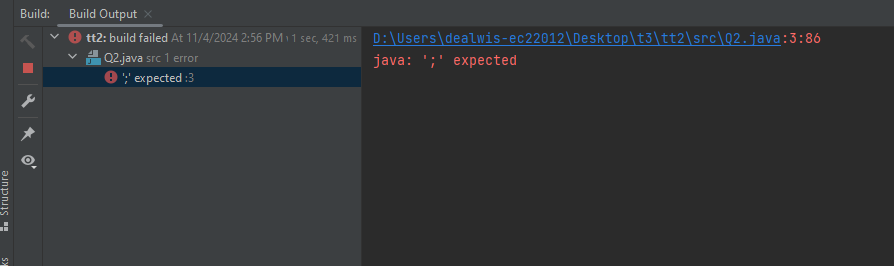 Build: Build Output ×
tt2: build failed At 11/4/2024 2:56 PM 1 sec, 421 ms
Q2.java src 1 error
';' expected :3
D:\Users\dealwis-ec22012\Desktop\t3\tt2\src\Q2.java:3:86
java: ';' expected
Structure